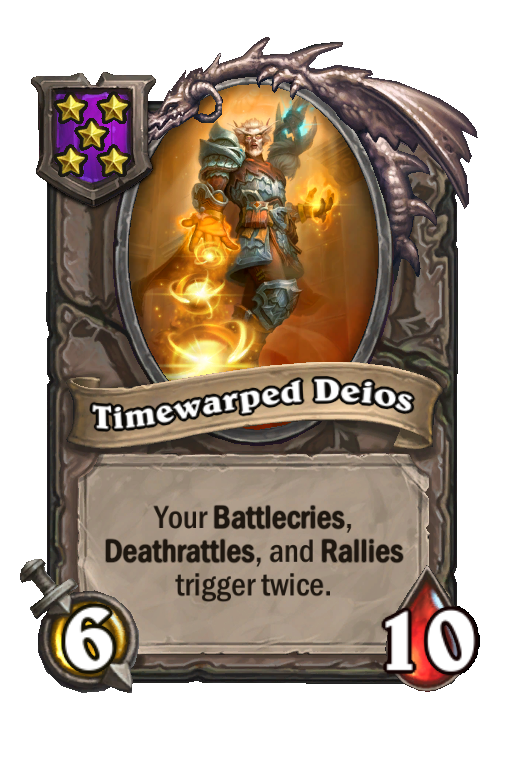 Timewarped Deios
Your Battlecries,
Deathrattles, and Rallies
trigger twice.
6
10